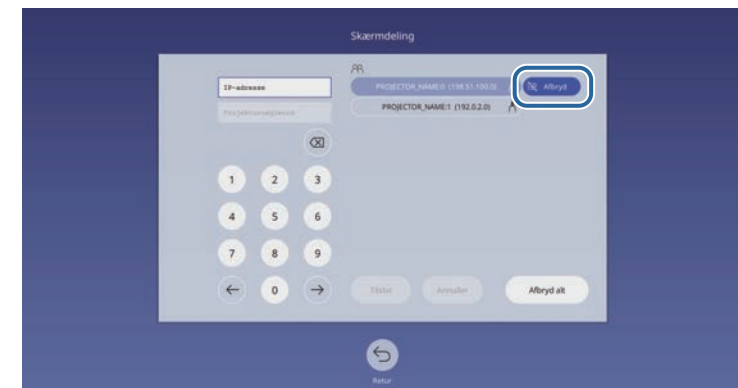 Skærmdeling
IP-adresse
Projektornøgleord
PROJECTOR_NAME:0 (198.51.100.0)
Afbryd
PROJECTOR_NAME:1 (192.0.2.0)
1 2 3
4 5 6
7 8 9
0
Tilslut
Annuller
Afbryd alt
Retur